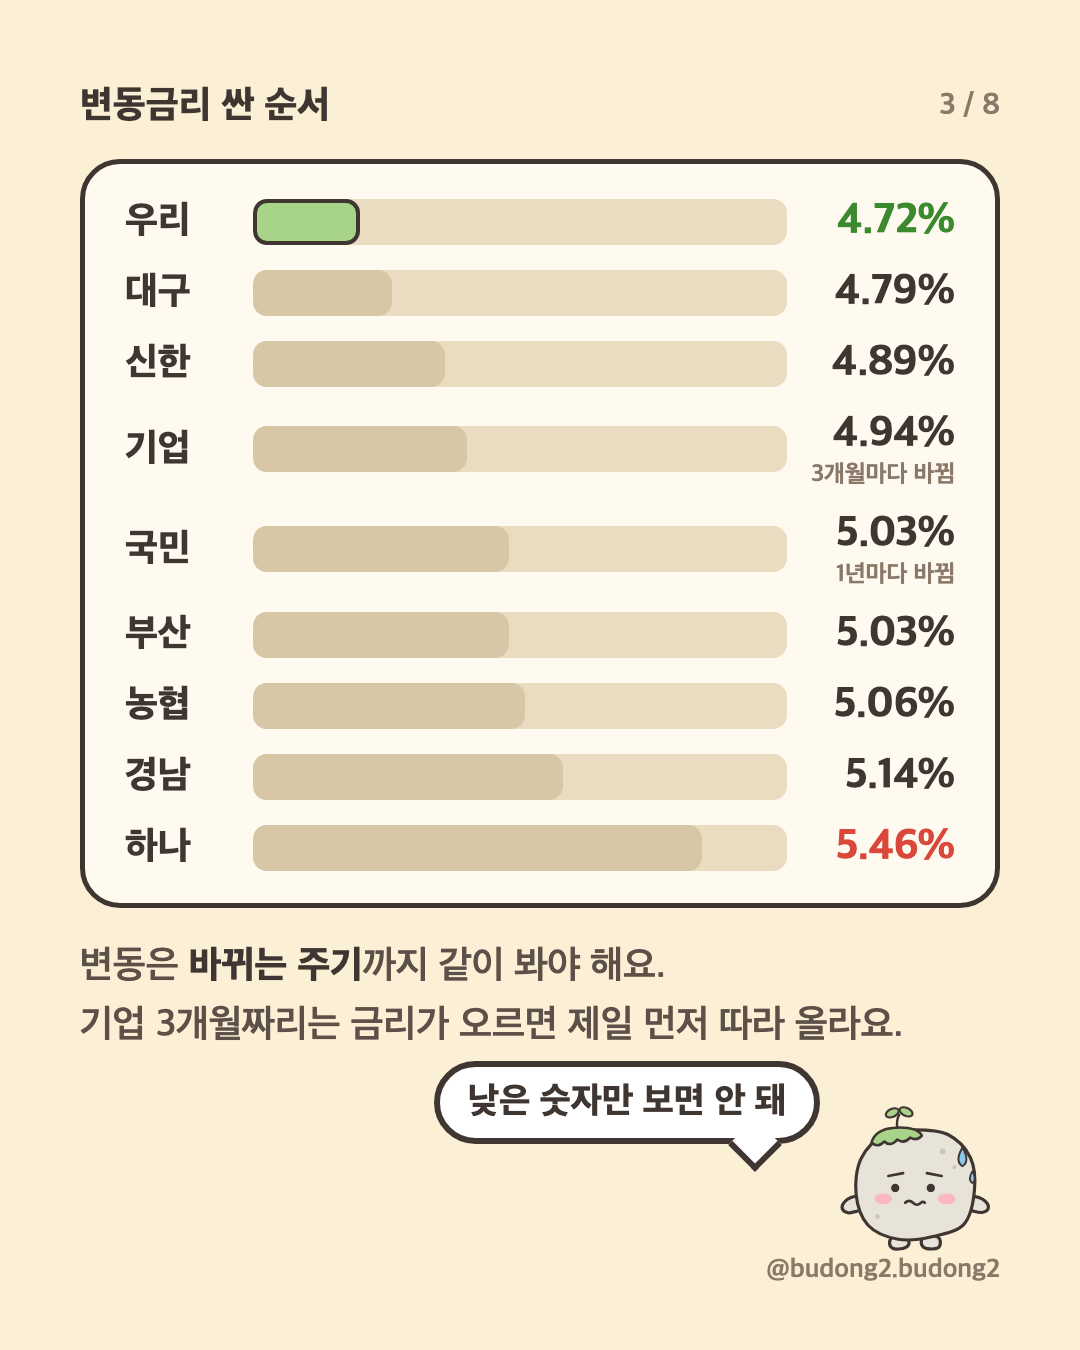 변동금리 싼 순서
3 / 8
우리 4.72%
대구 4.79%
신한 4.89%
기업 4.94%
3개월마다 바뀜
국민 5.03%
1년마다 바뀜
부산 5.03%
농협 5.06%
경남 5.14%
하나 5.46%
변동은 바뀌는 주기까지 같이 봐야 해요.
기업 3개월짜리는 금리가 오르면 제일 먼저 따라 올라요.
낮은 숫자만 보면 안 돼
@budong2.budong2